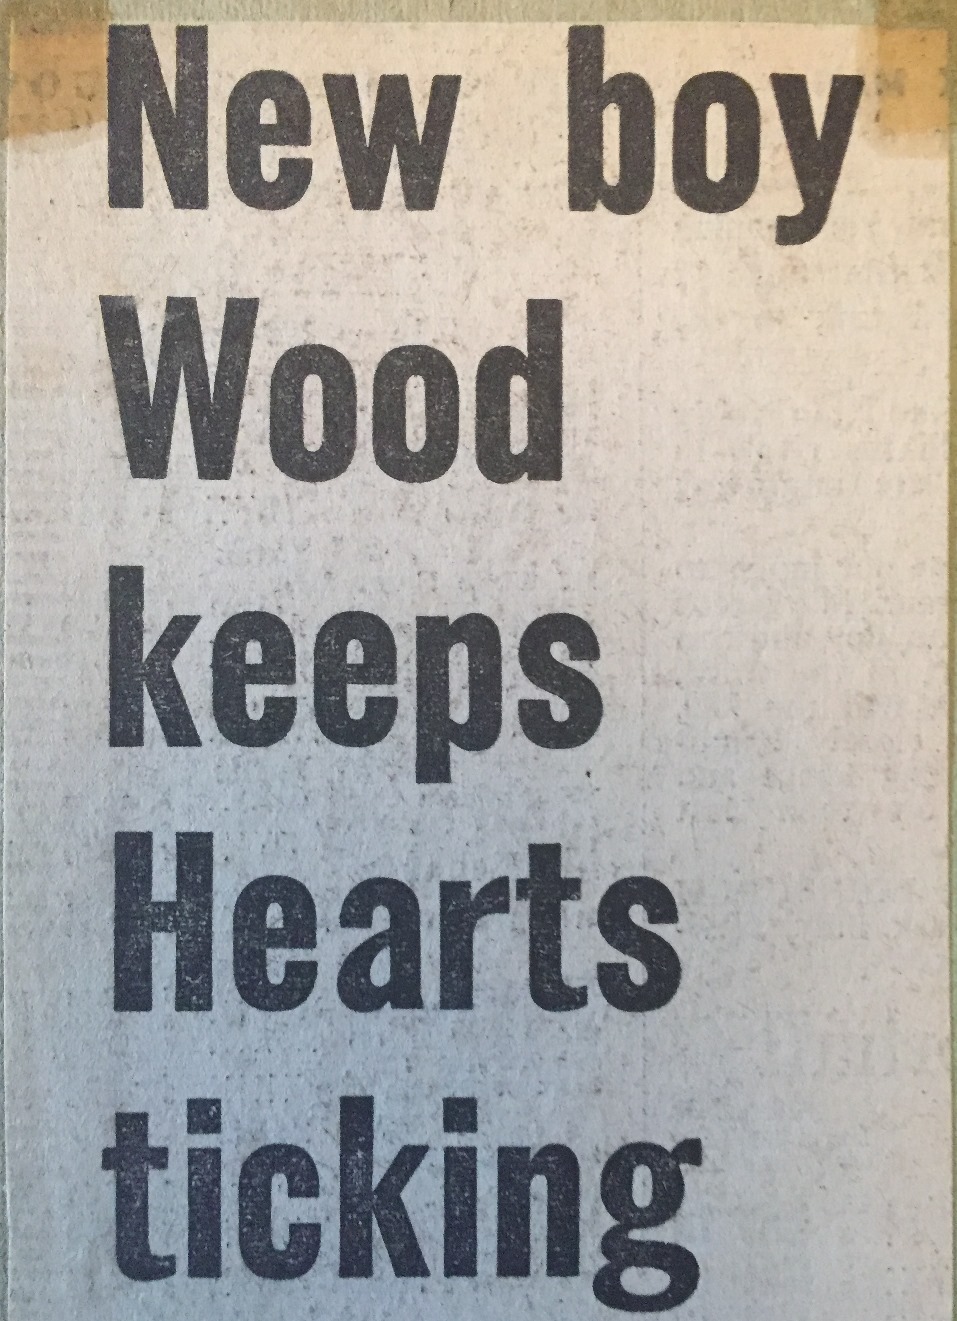 New boy
Wood
keeps
Hearts
ticking